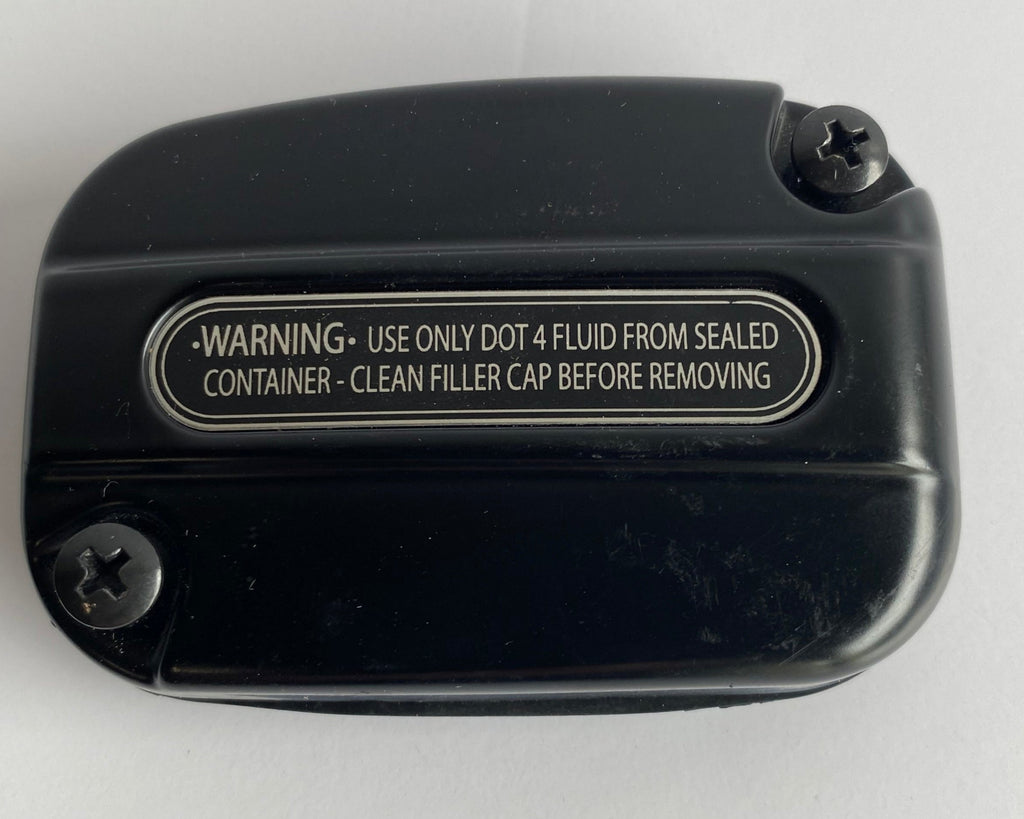 •WARNING• USE ONLY DOT 4 FLUID FROM SEALED
CONTAINER - CLEAN FILLER CAP BEFORE REMOVING